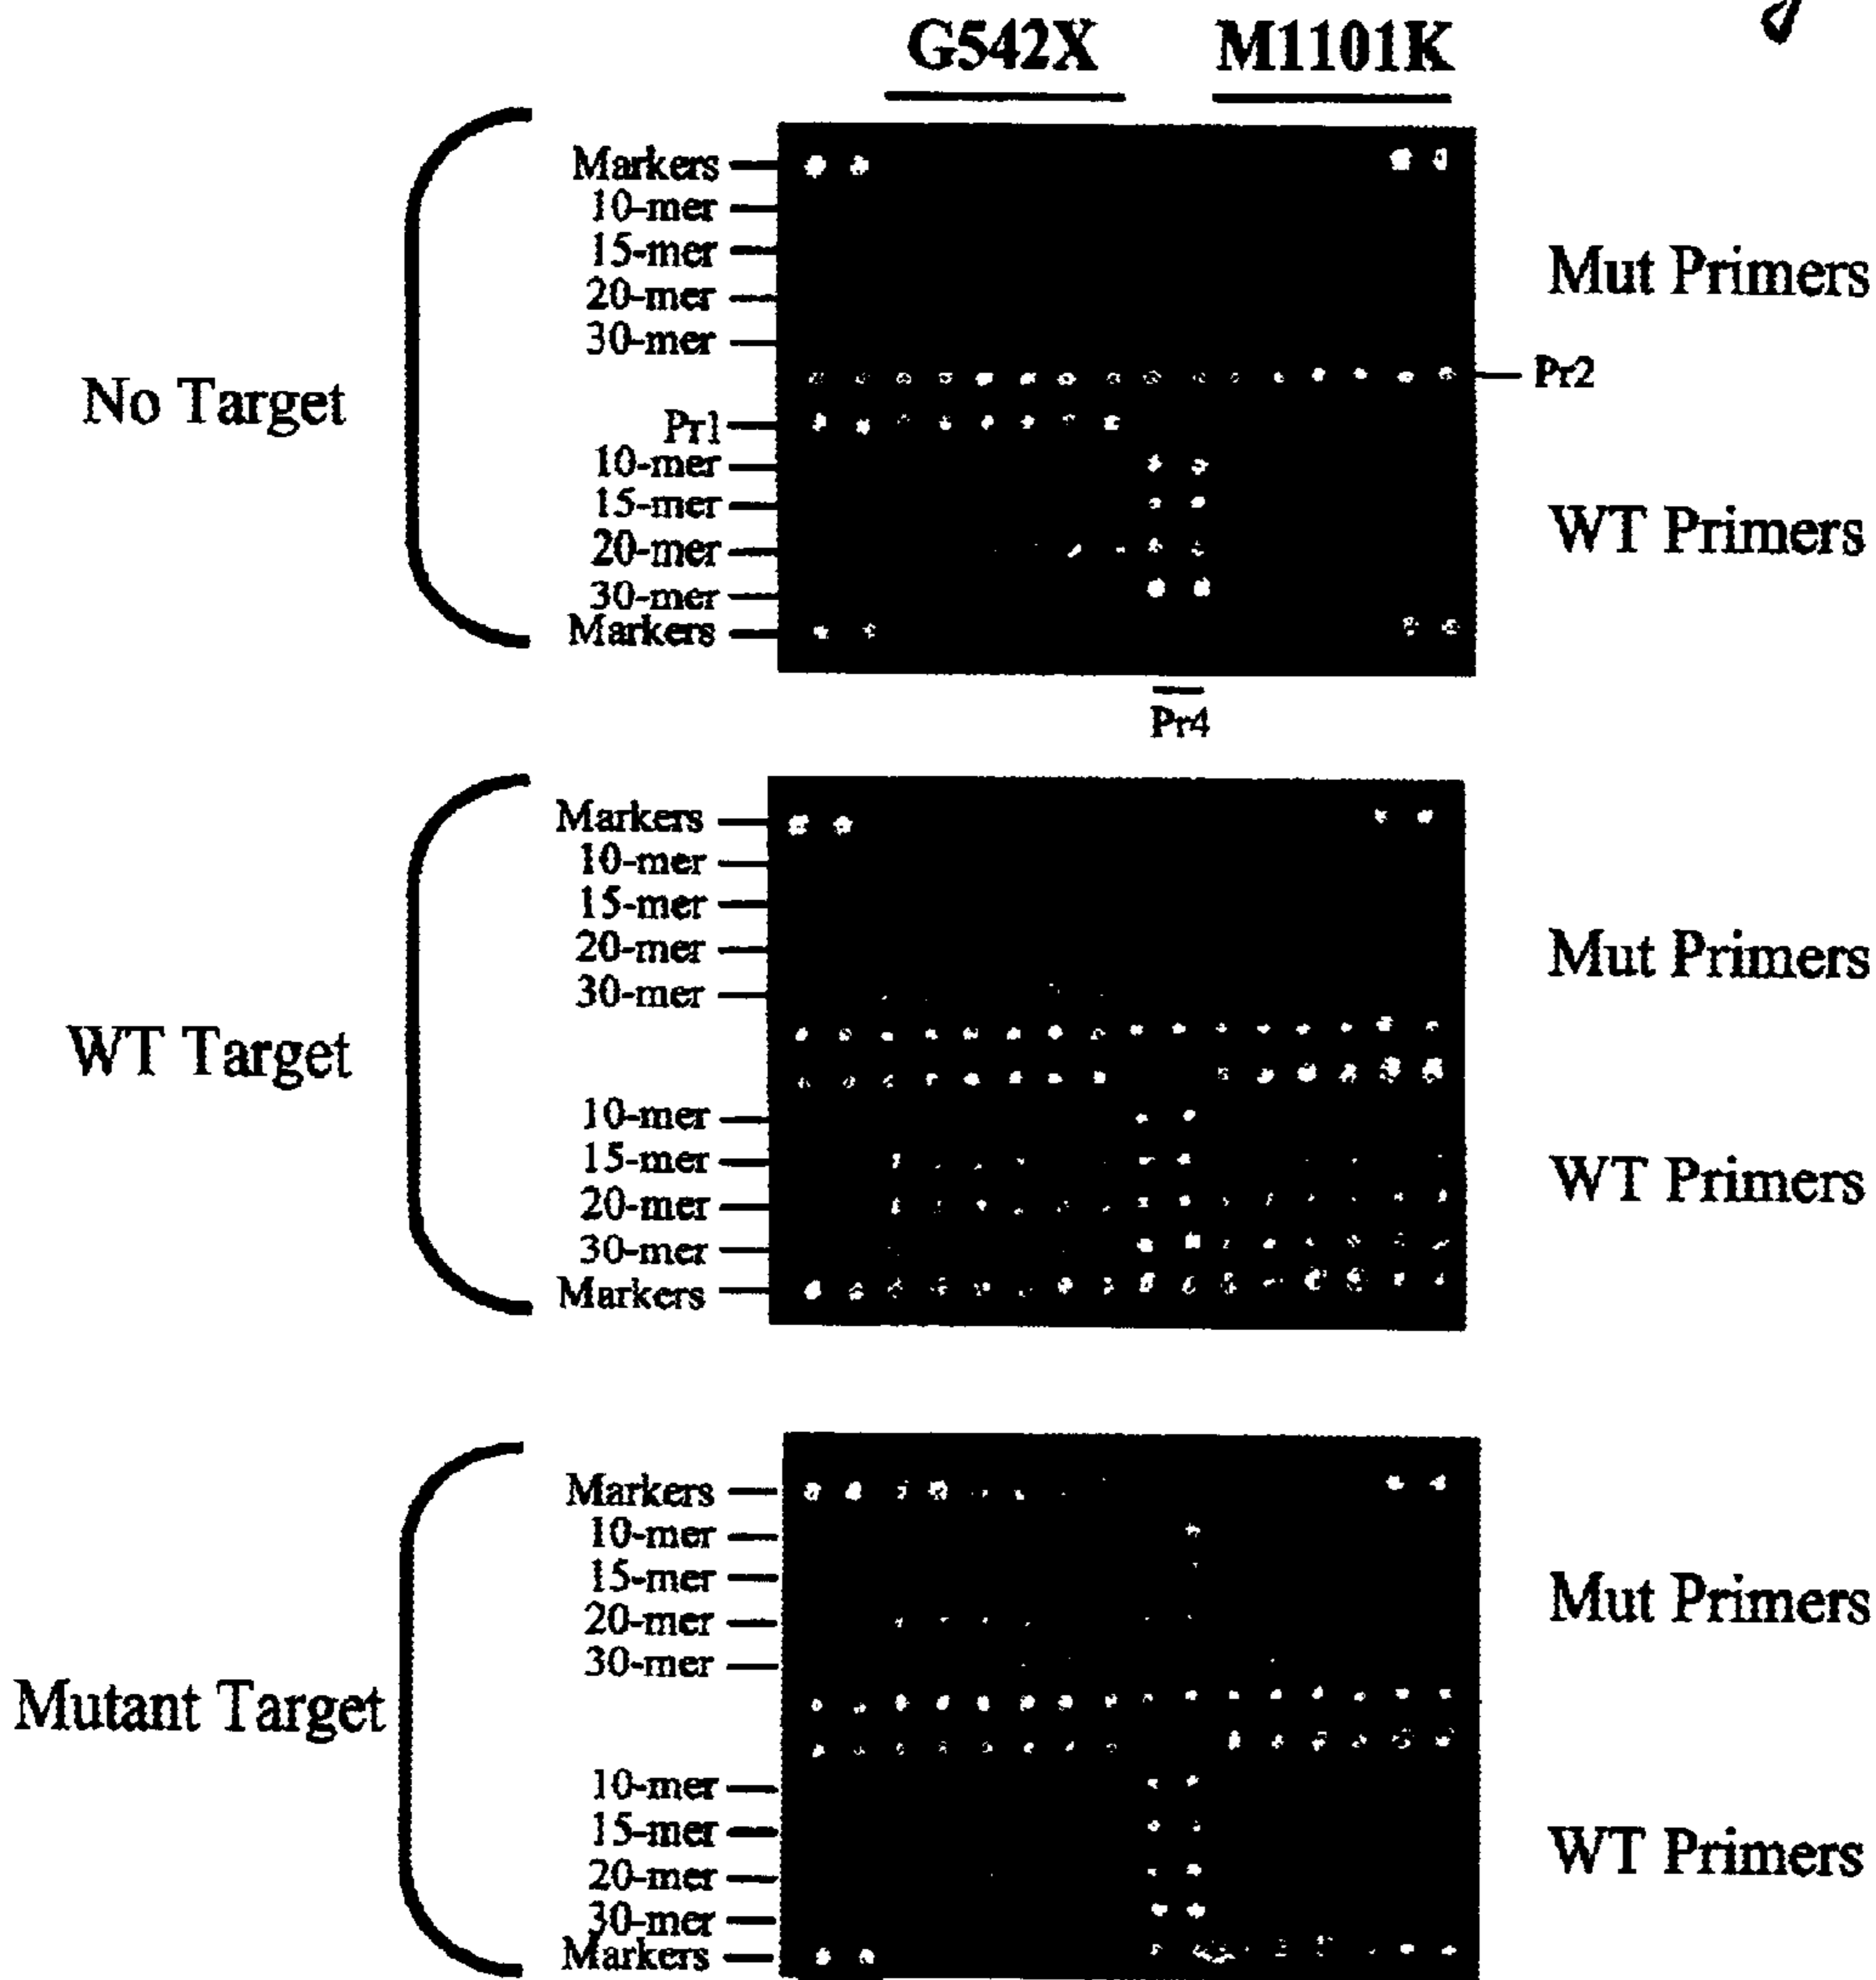 G542X M1101K
Markers
10-mer
15-mer
20-mer
30-mer
Mut Primers
No Target
Pr2
Pr1
10-mer
15-mer
20-mer
30-mer
Markers
WT Primers
Pr4
Markers
10-mer
15-mer
20-mer
30-mer
Mut Primers
WT Target
10-mer
15-mer
20-mer
30-mer
Markers
WT Primers
Markers
10-mer
15-mer
20-mer
30-mer
Mut Primers
Mutant Target
10-mer
15-mer
20-mer
30-mer
Markers
WT Primers